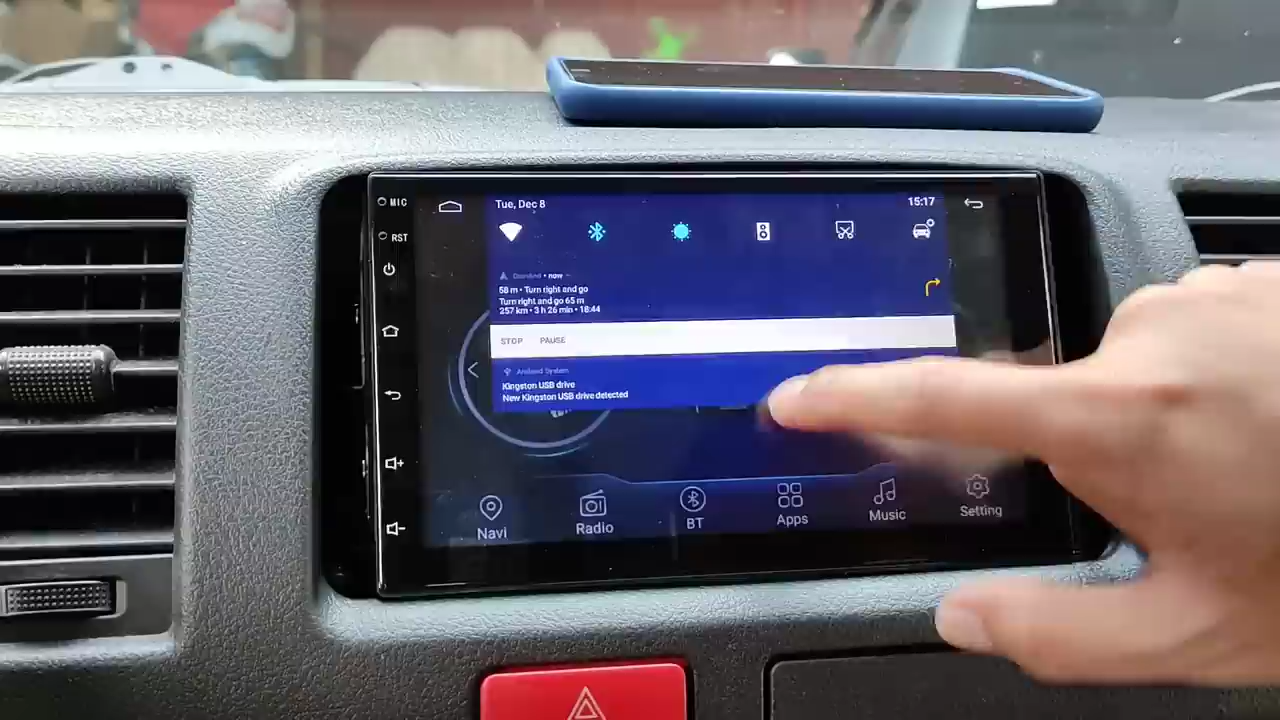 MIC
RST
Tue, Dec 8
15:17
now
58 m • Turn right and go
Turn right and go 65 m
257 km • 3 h 26 min • 18:44
STOP PAUSE
Android System
Kingston USB drive
New Kingston USB drive detected
Navi
Radio
BT
Apps
Music
Setting